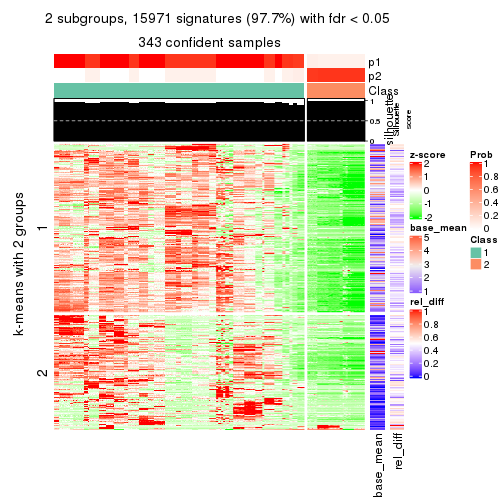 2 subgroups, 15971 signatures (97.7%) with fdr < 0.05
343 confident samples
p1
p2
Class
silhouette
Silhouette
score
1
0.5
0
k-means with 2 groups
1
2
base_mean
rel_diff
z-score
2
1
0
-1
-2
base_mean
5
4
3
2
1
rel_diff
1
0.8
0.6
0.4
0.2
0
Prob
1
0.8
0.6
0.4
0.2
0
Class
1
2